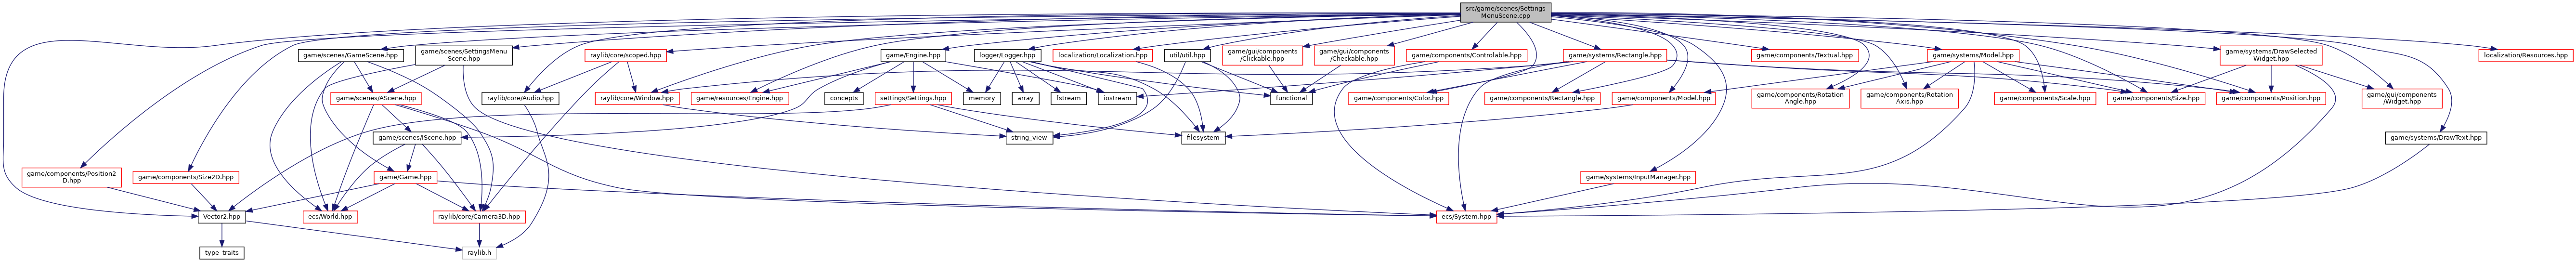 src/game/scenes/Settings
MenuScene.cpp
game/scenes/GameScene.hpp
game/scenes/SettingsMenu
Scene.hpp
raylib/core/scoped.hpp
game/Engine.hpp
logger/Logger.hpp
localization/Localization.hpp
util/util.hpp
game/gui/components
/Clickable.hpp
game/gui/components
/Checkable.hpp
game/components/Controlable.hpp
game/systems/Rectangle.hpp
game/components/Textual.hpp
game/systems/Model.hpp
game/systems/DrawSelected
Widget.hpp
localization/Resources.hpp
game/scenes/AScene.hpp
raylib/core/Audio.hpp
raylib/core/Window.hpp
game/resources/Engine.hpp
concepts
settings/Settings.hpp
memory
array
fstream
iostream
functional
game/components/Color.hpp
game/components/Rectangle.hpp
game/components/Model.hpp
game/components/Rotation
Angle.hpp
game/components/Rotation
Axis.hpp
game/components/Scale.hpp
game/components/Size.hpp
game/components/Position.hpp
game/gui/components
/Widget.hpp
game/scenes/IScene.hpp
string_view
filesystem
game/systems/DrawText.hpp
game/components/Position2
D.hpp
game/components/Size2D.hpp
game/Game.hpp
game/systems/InputManager.hpp
Vector2.hpp
ecs/World.hpp
raylib/core/Camera3D.hpp
ecs/System.hpp
type_traits
raylib.h